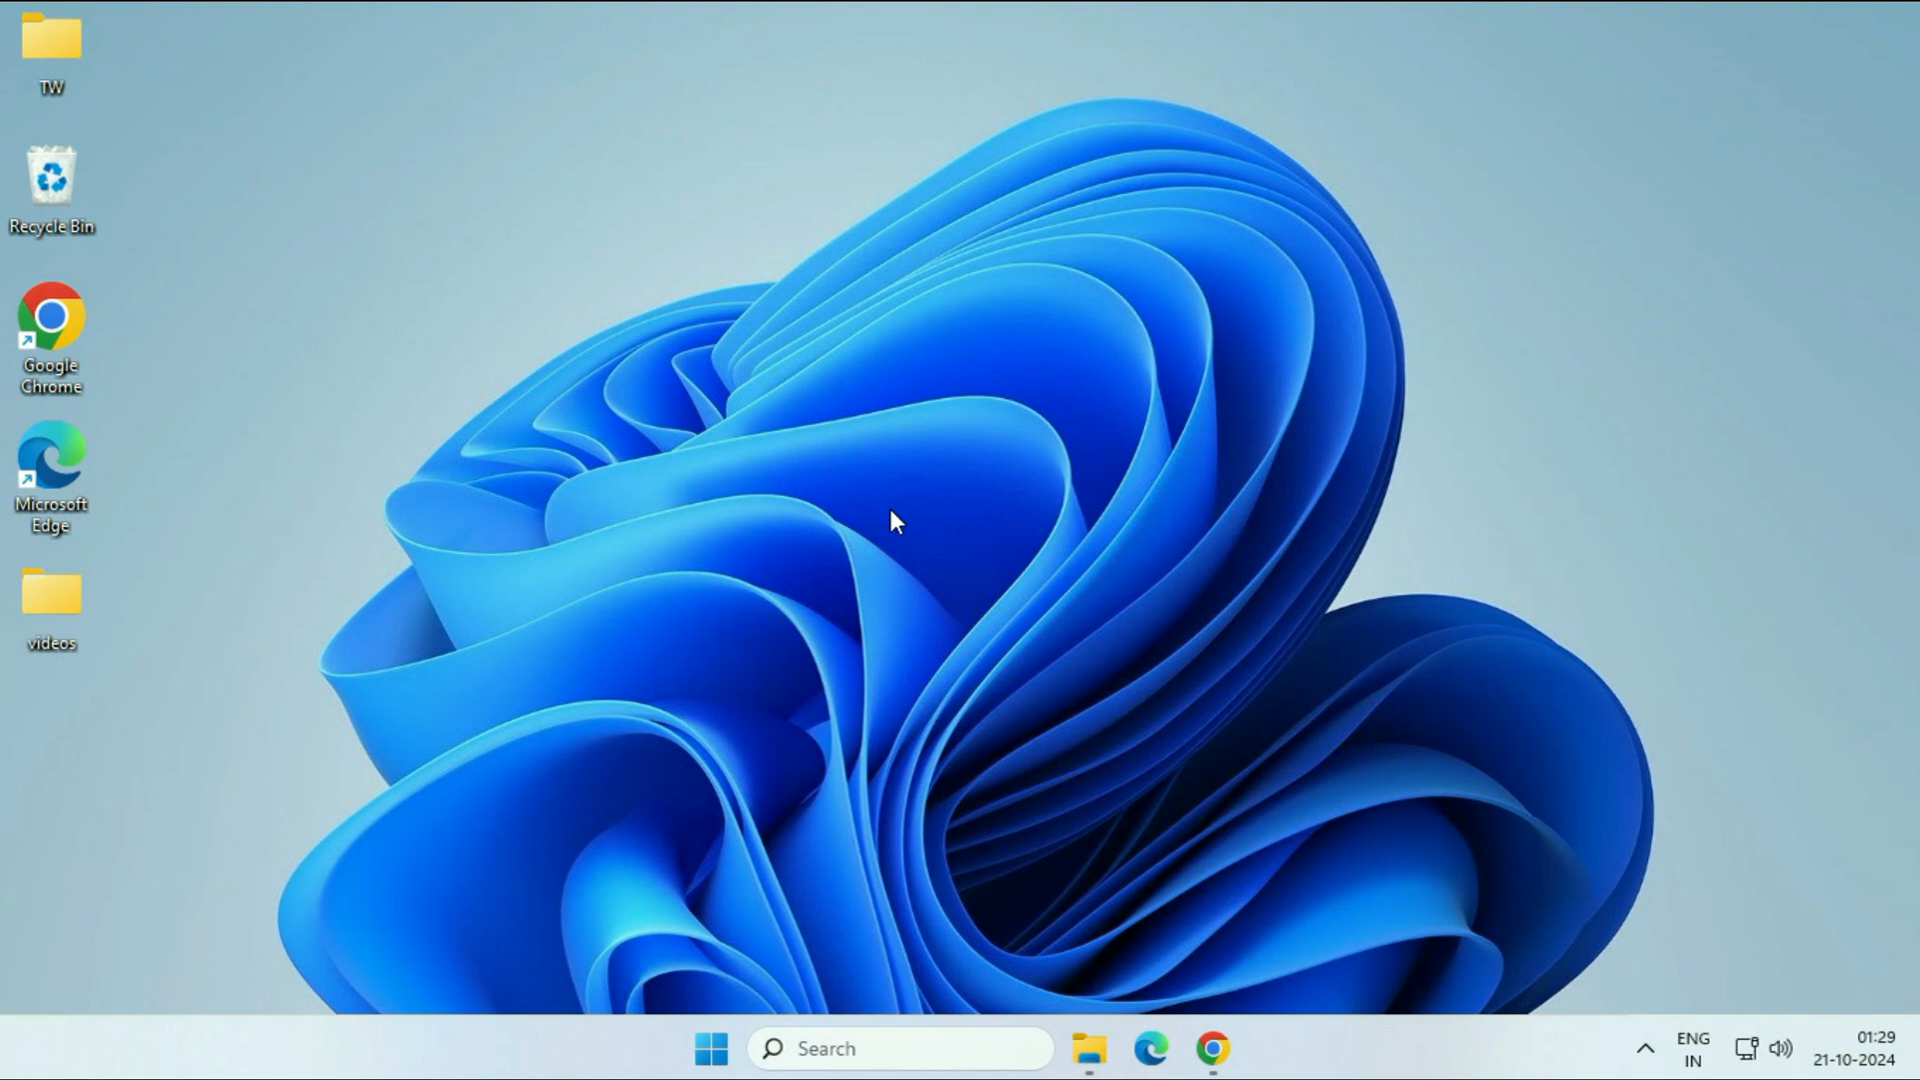 TW
Recycle Bin
Google
Chrome
Microsoft
Edge
videos
Search
ENG
IN
01:29
21-10-2024